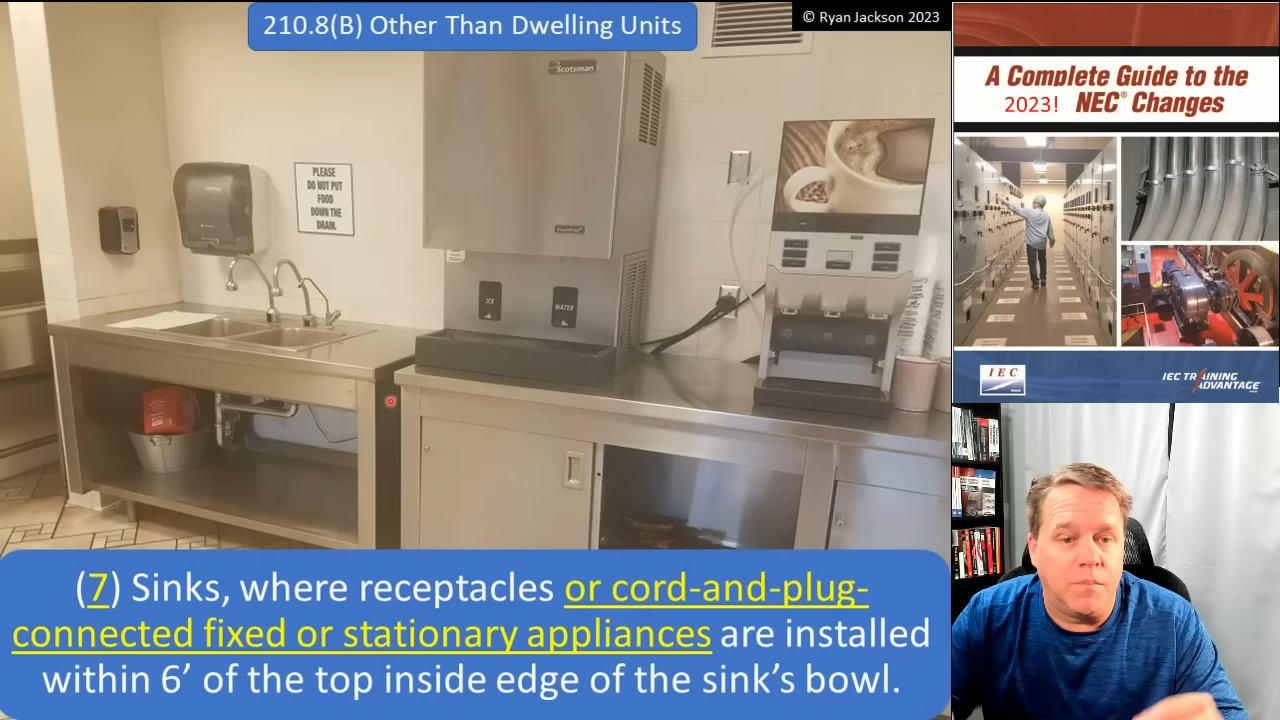 210.8(B) Other Than Dwelling Units
© Ryan Jackson 2023
Scotsman
PLEASE
DO NOT PUT
FOOD
DOWN THE
DRAIN.
ICE
WATER
(7) Sinks, where receptacles or cord-and-plug-
connected fixed or stationary appliances are installed
within 6’ of the top inside edge of the sink’s bowl.
A Complete Guide to the
2023! NEC® Changes
IEC
IEC TRAINING
ADVANTAGE